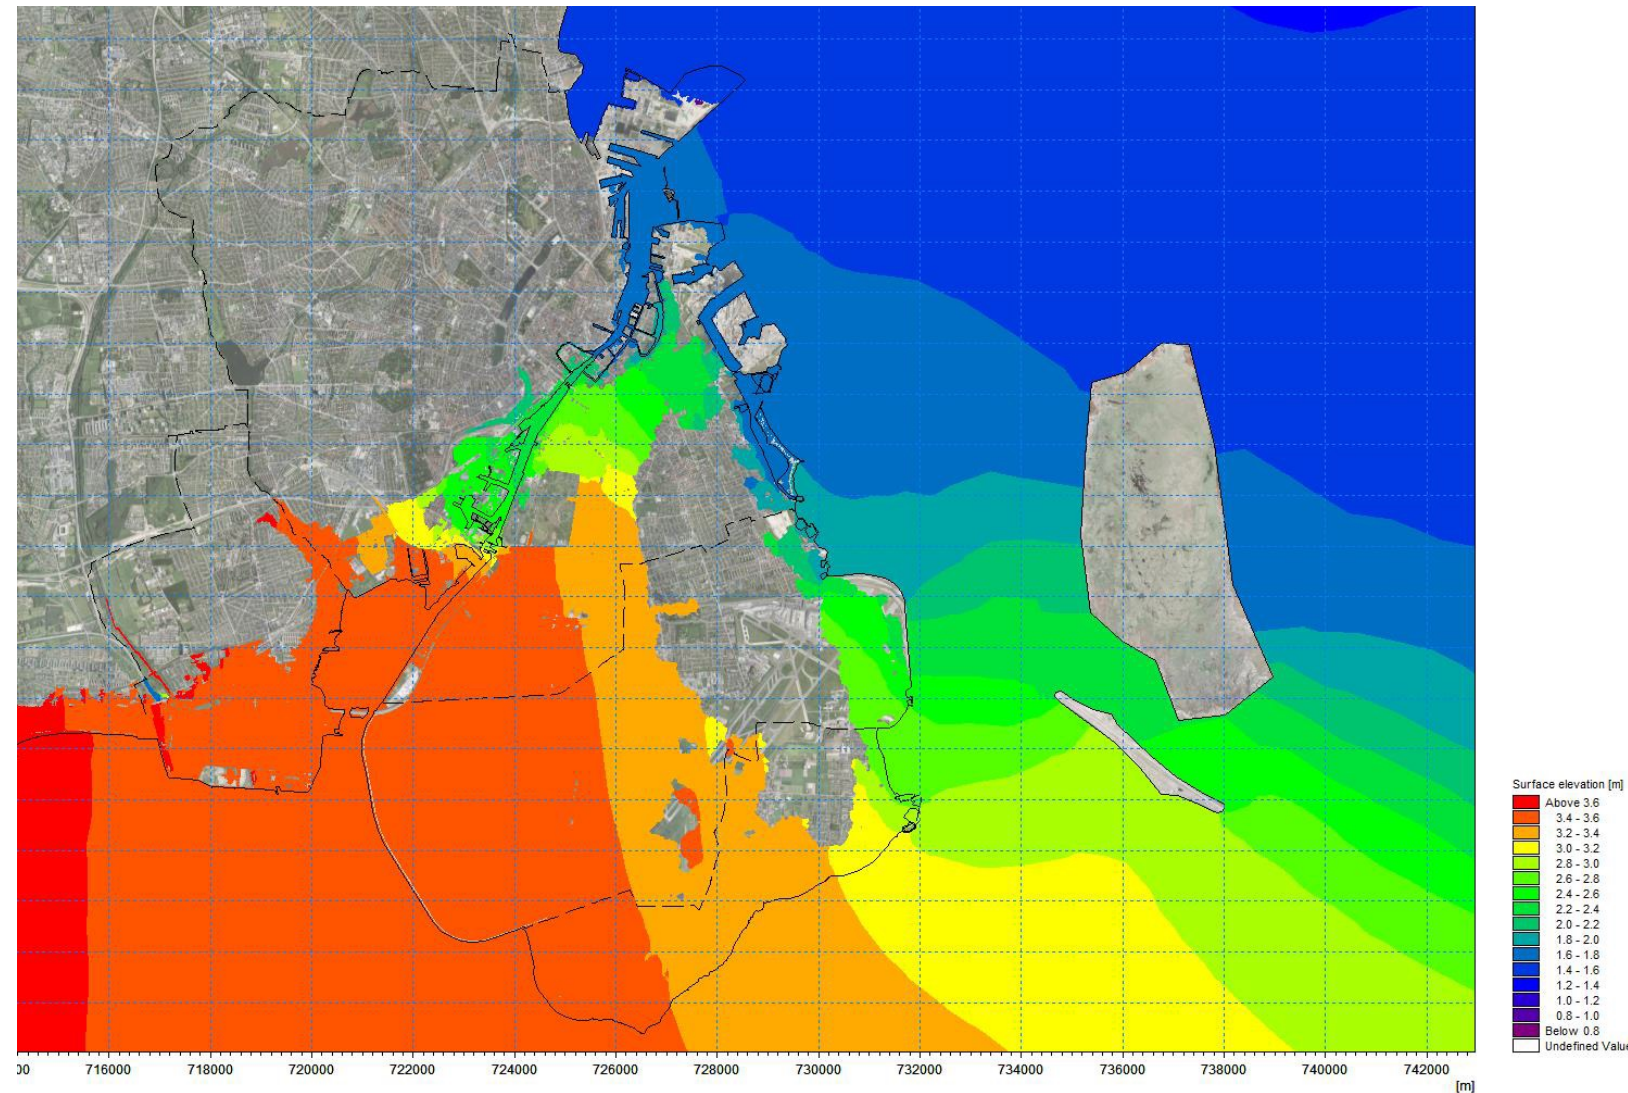 Surface elevation [m]
Above 3.6
3.4 - 3.6
3.2 - 3.4
3.0 - 3.2
2.8 - 3.0
2.6 - 2.8
2.4 - 2.6
2.2 - 2.4
2.0 - 2.2
1.8 - 2.0
1.6 - 1.8
1.4 - 1.6
1.2 - 1.4
1.0 - 1.2
0.8 - 1.0
Below 0.8
Undefined Value
00 716000 718000 720000 722000 724000 726000 728000 730000 732000 734000 736000 738000 740000 742000
[m]